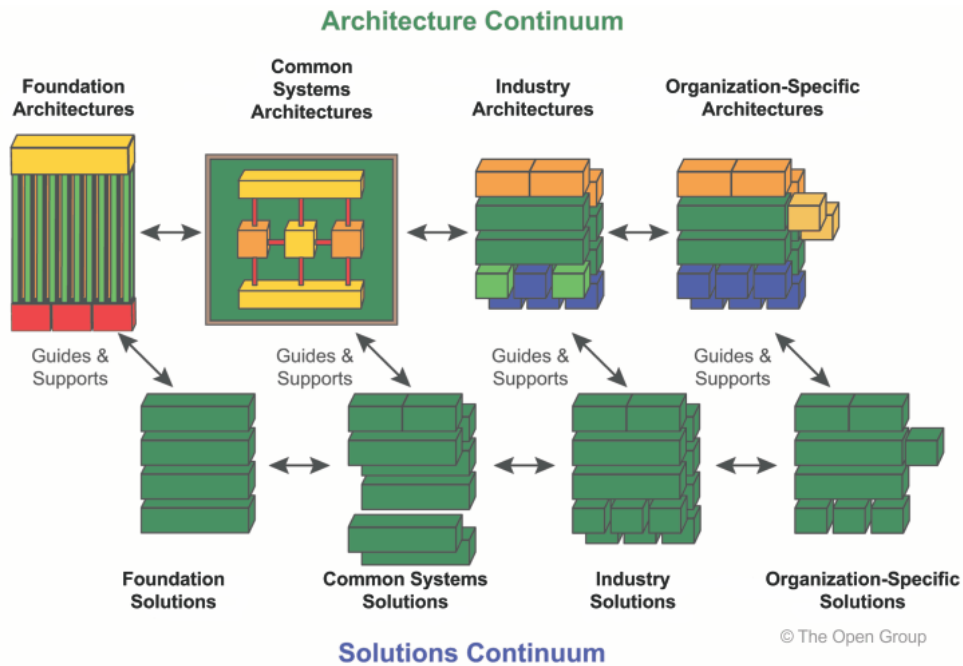 Architecture Continuum
Foundation
Architectures
Common
Systems
Architectures
Industry
Architectures
Organization-Specific
Architectures
Guides &
Supports
Guides &
Supports
Guides &
Supports
Guides &
Supports
Foundation
Solutions
Common Systems
Solutions
Industry
Solutions
Organization-Specific
Solutions
© The Open Group
Solutions Continuum